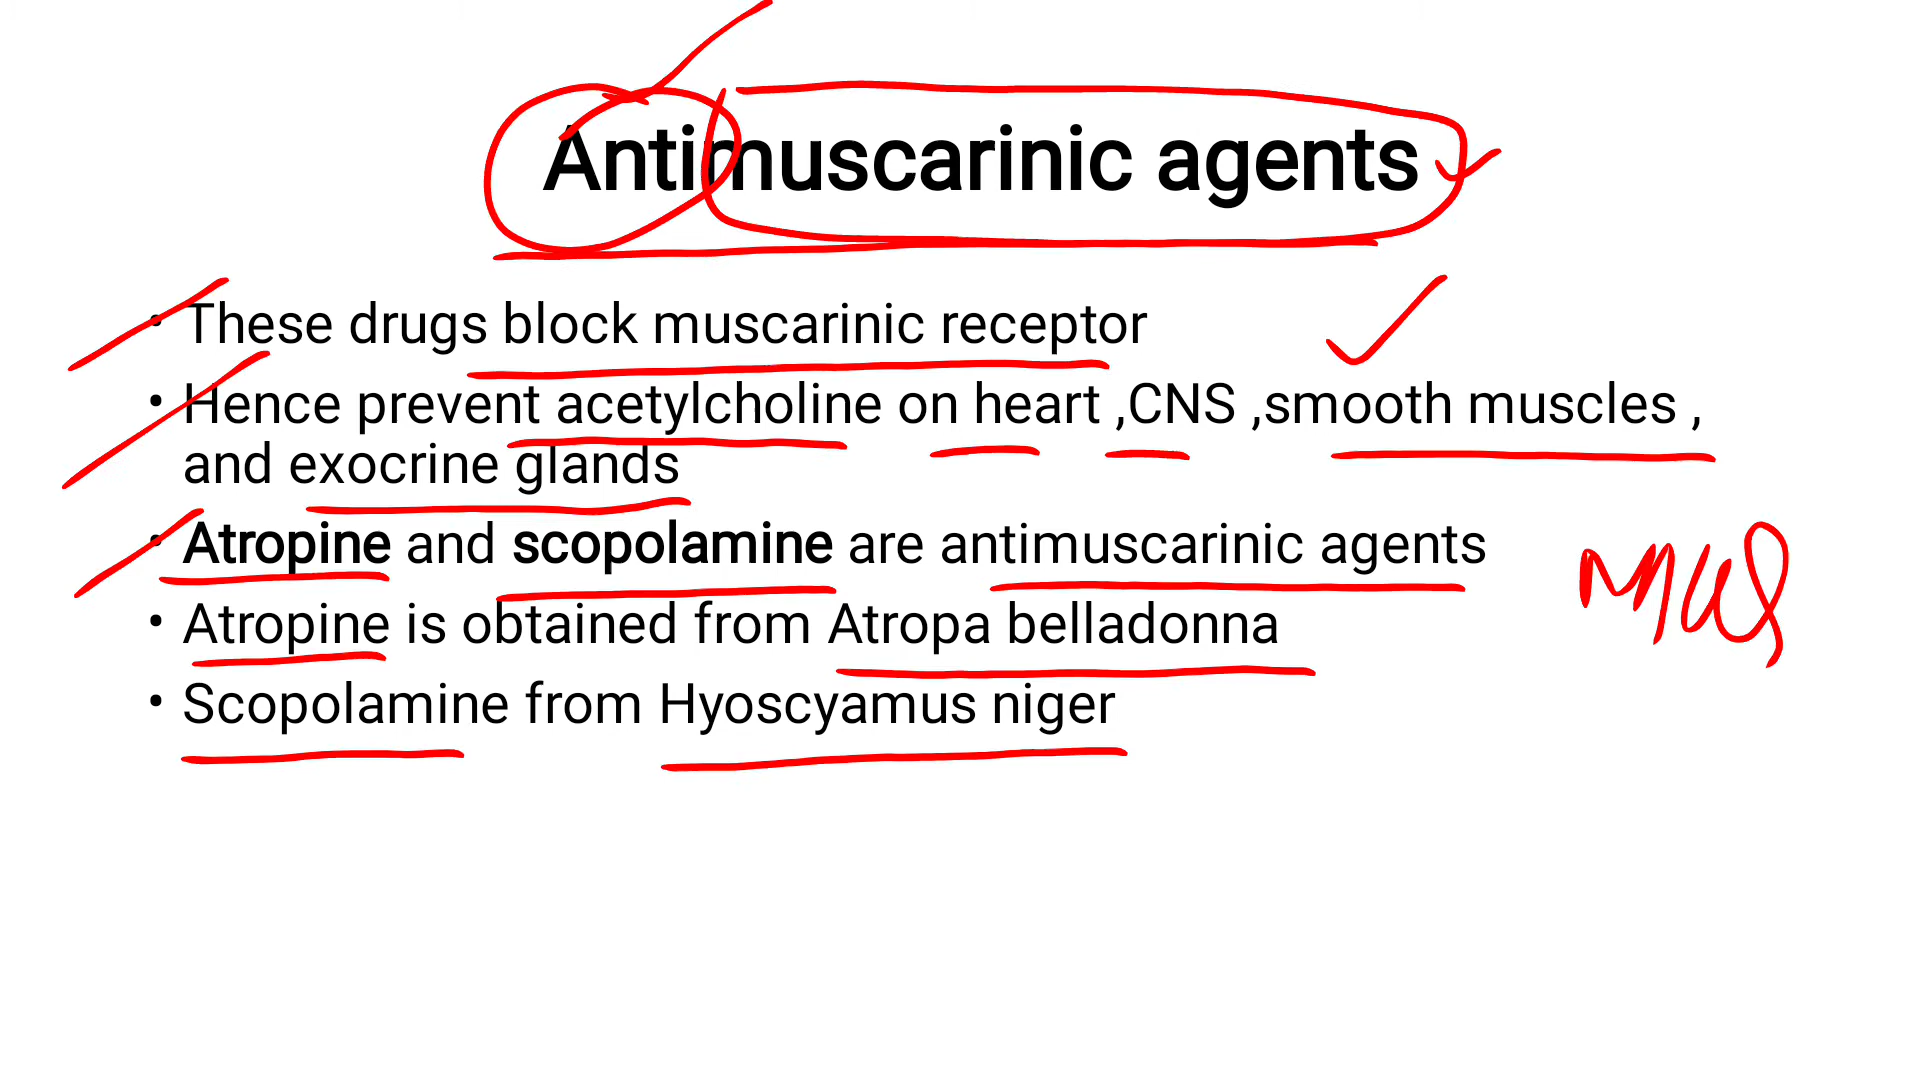 Antimuscarinic agents
• These drugs block muscarinic receptor
• Hence prevent acetylcholine on heart ,CNS ,smooth muscles ,
and exocrine glands
• Atropine and scopolamine are antimuscarinic agents
• Atropine is obtained from Atropa belladonna
• Scopolamine from Hyoscyamus niger